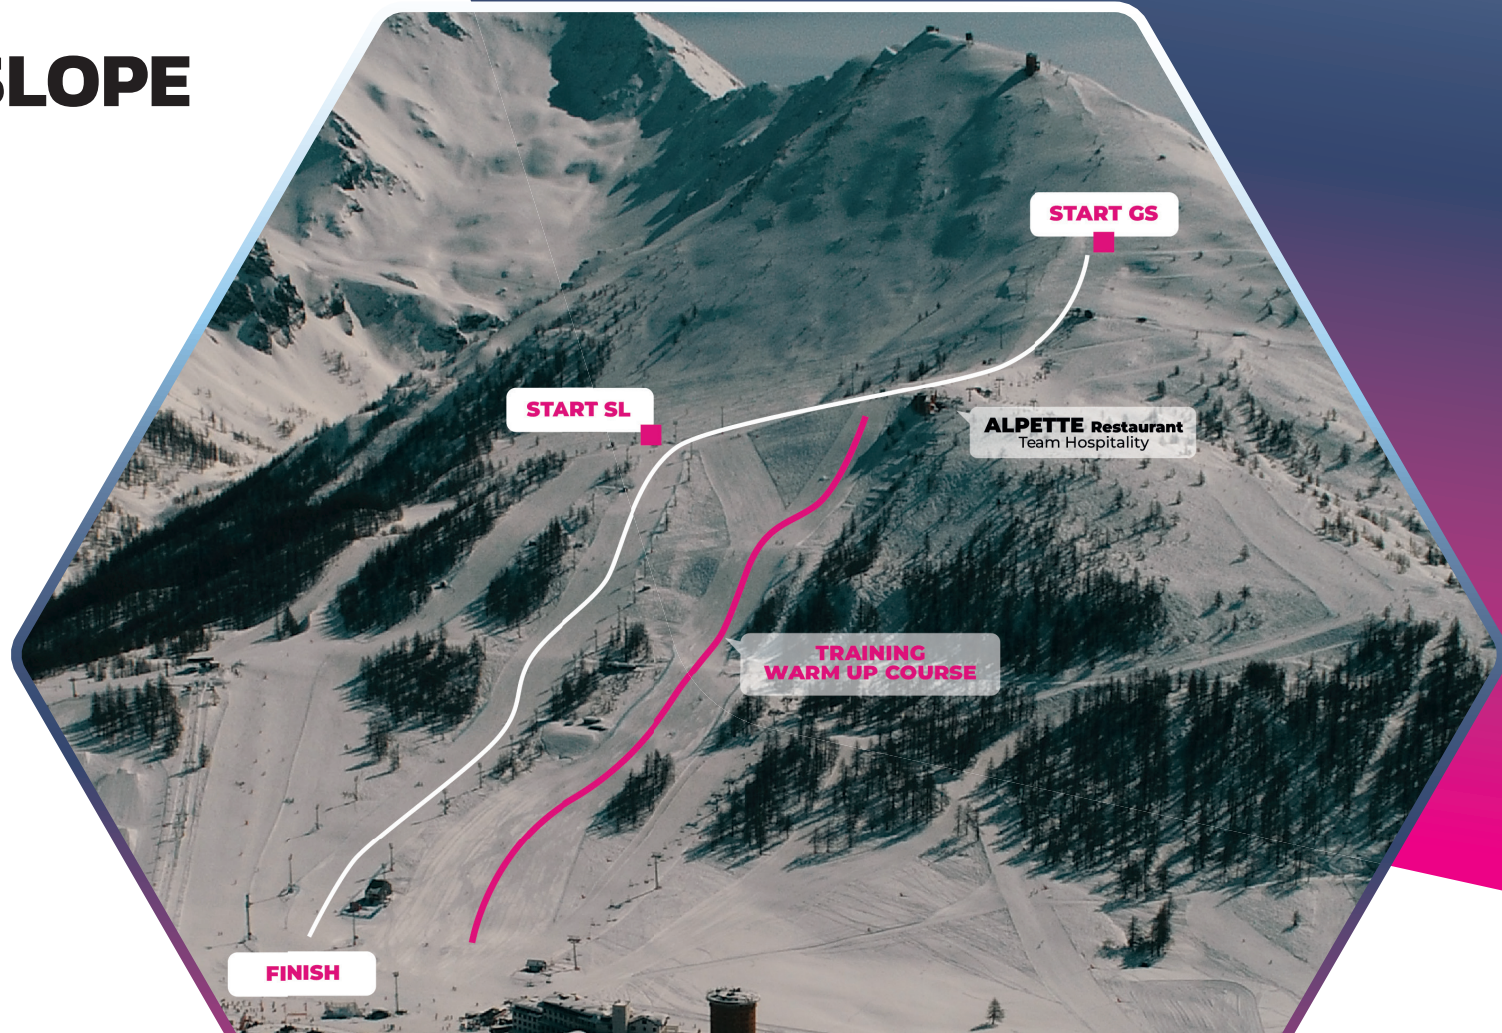 SLOPE
START GS
START SL
ALPETTE Restaurant
Team Hospitality
TRAINING
WARM UP COURSE
FINISH